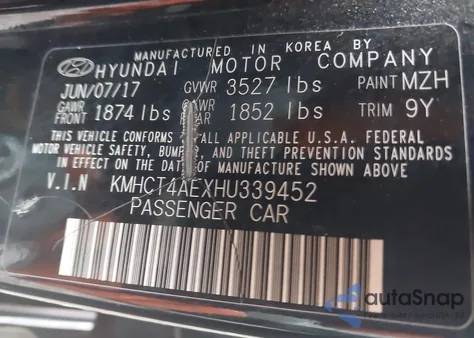 MANUFACTURED IN KOREA BY
HYUNDAI MOTOR COMPANY
JUN/07/17 GVWR 3527 lbs PAINT MZH
GAWR FRONT 1874 lbs GAWR REAR 1852 lbs TRIM 9Y
THIS VEHICLE CONFORMS TO ALL APPLICABLE U.S.A. FEDERAL
MOTOR VEHICLE SAFETY, BUMPER, AND THEFT PREVENTION STANDARDS
IN EFFECT ON THE DATE OF MANUFACTURE SHOWN ABOVE
V.I.N KMHCT4AEXHU339452
PASSENGER CAR
autaSnap